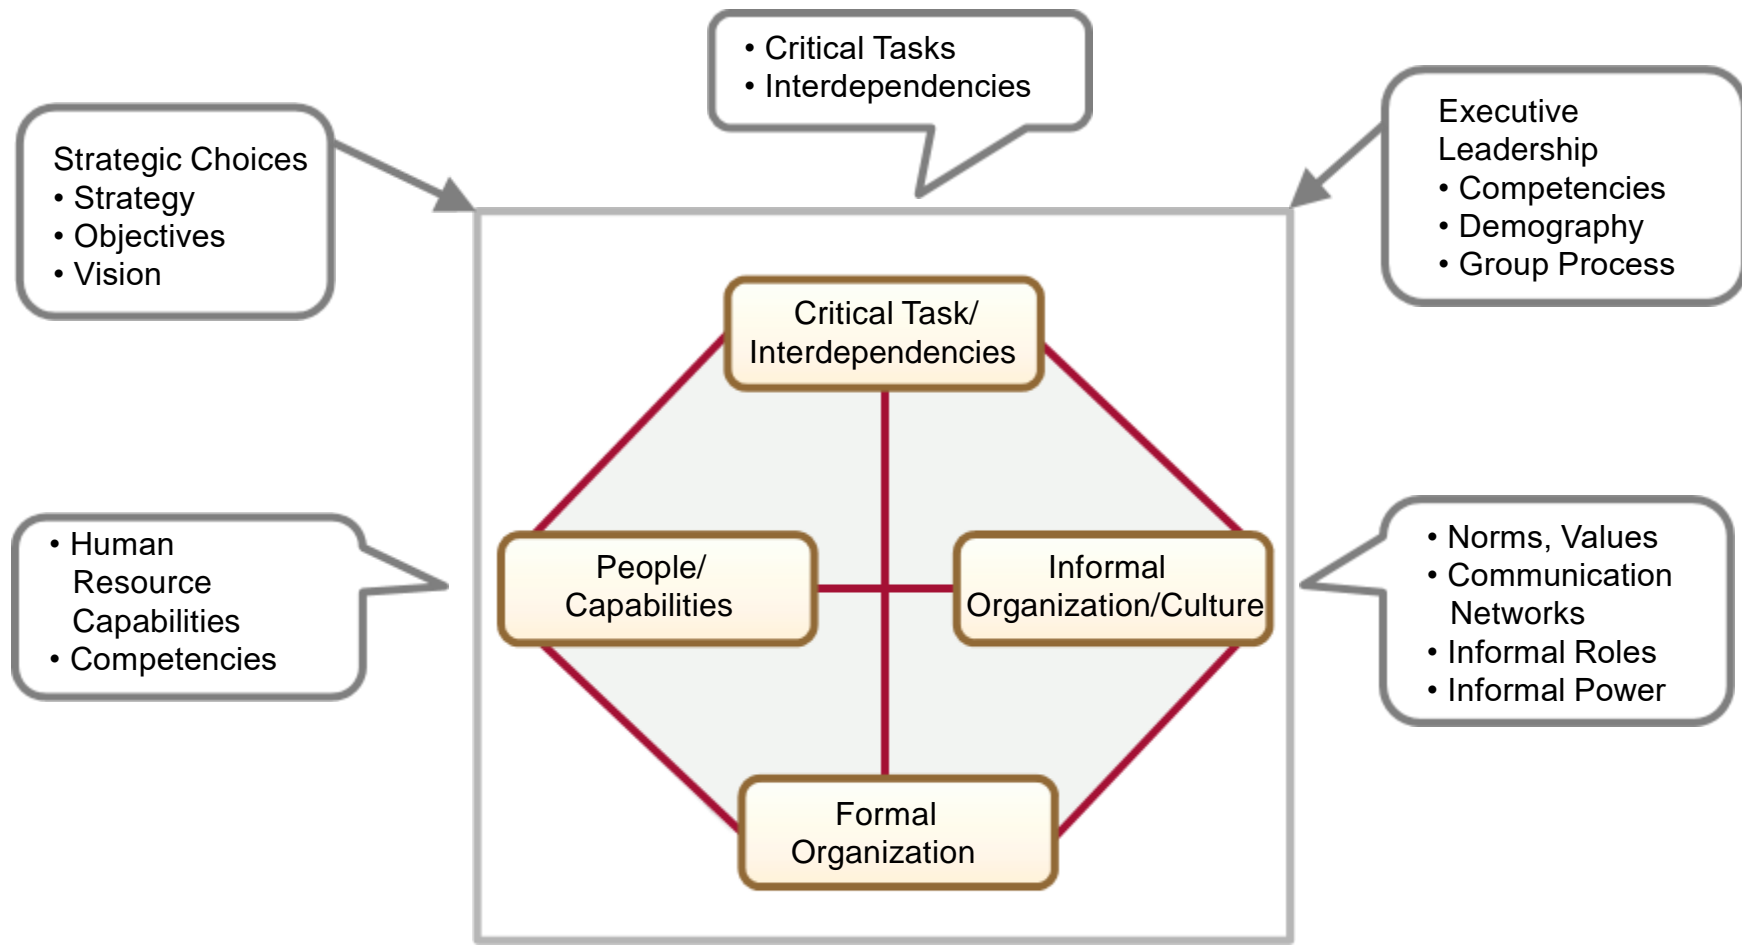 • Critical Tasks
• Interdependencies
Strategic Choices
• Strategy
• Objectives
• Vision
Executive
Leadership
• Competencies
• Demography
• Group Process
Critical Task/
Interdependencies
• Human
Resource
Capabilities
• Competencies
People/
Capabilities
Informal
Organization/Culture
• Norms, Values
• Communication
Networks
• Informal Roles
• Informal Power
Formal
Organization